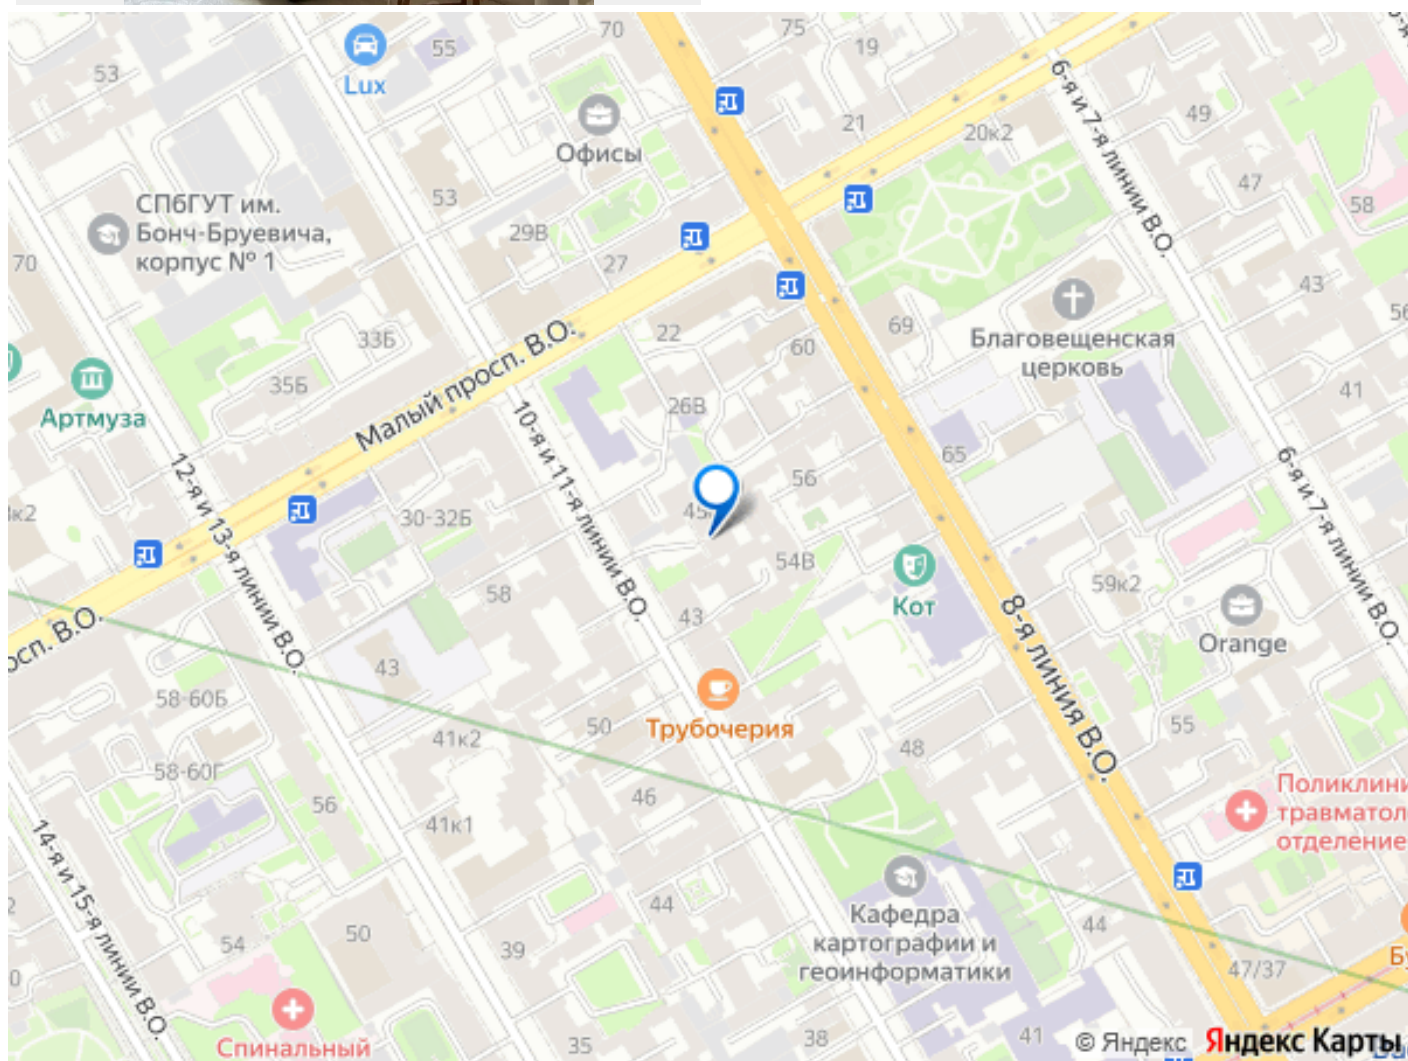 70
75
19
55
53
Lux
6-я и 7-я линии В.О.
49
21
20к2
Офисы
47
58
СПбГУТ им.
Бонч-Бруевича,
корпус № 1
53
29В
27
70
43
69
Благовещенская
церковь
22
60
33Б
35Б
Малый просп. В.О.
Артмуза
41
26В
10-я и 11-я линии В.О.
65
56
6-я и 7-я линии В.О.
12-я и 13-я линии В.О.
30-32Б
54В
Кот
59к2
58
43
8-я линия В.О.
Orange
43
58-60Б
Трубочерия
50
41к2
48
55
58-60Г
56
46
41к1
Поликлини
травматол
отделение
14-я и 15-я линии В.О.
44
Кафедра
картографии и
геоинформатики
44
54
50
39
47/37
Спинальный
35
38
41
© Яндекс Яндекс Карты